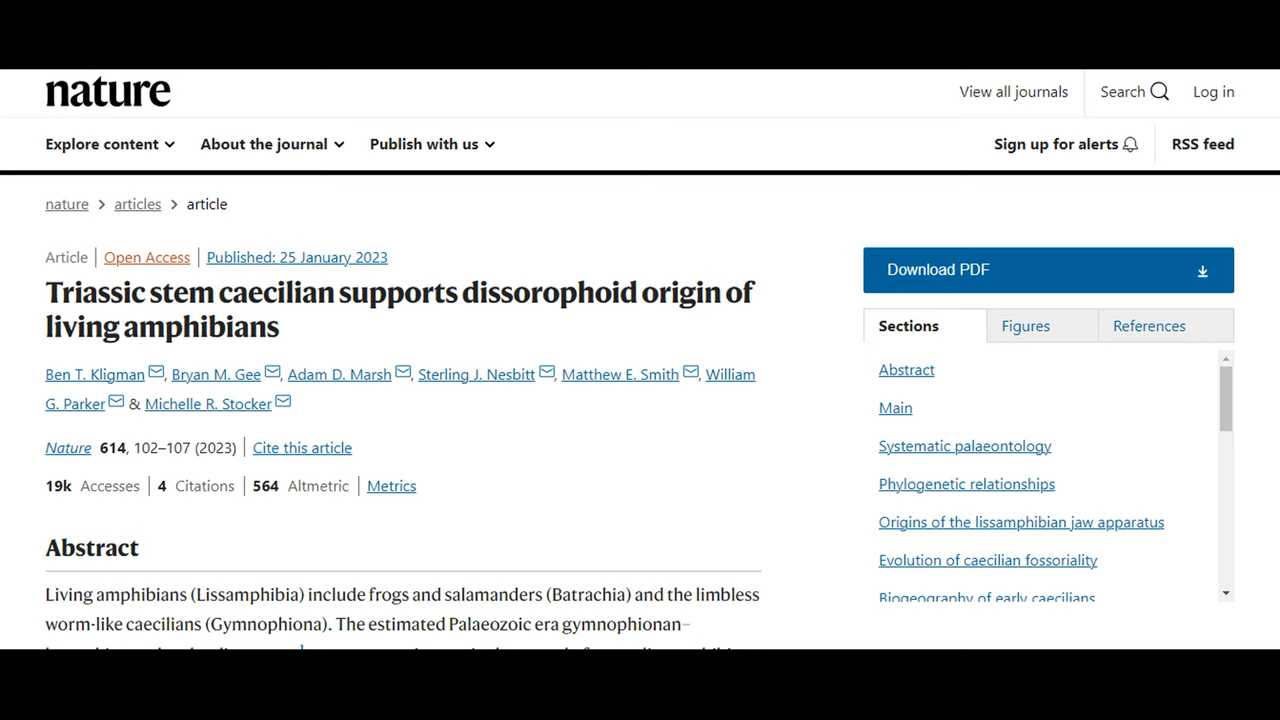 nature
View all journals
Search
Log in
Explore content
About the journal
Publish with us
Sign up for alerts
RSS feed
nature > articles > article
Article | Open Access | Published: 25 January 2023
Triassic stem caecilian supports dissorophoid origin of
living amphibians
Ben T. Kligman, Bryan M. Gee, Adam D. Marsh, Sterling J. Nesbitt, Matthew E. Smith, William
G. Parker & Michelle R. Stocker
Nature 614, 102–107 (2023) | Cite this article
19k Accesses | 4 Citations | 564 Altmetric | Metrics
Abstract
Living amphibians (Lissamphibia) include frogs and salamanders (Batrachia) and the limbless
worm-like caecilians (Gymnophiona). The estimated Palaeozoic era gymnophionan–
Download PDF
Sections
Figures
References
Abstract
Main
Systematic palaeontology
Phylogenetic relationships
Origins of the lissamphibian jaw apparatus
Evolution of caecilian fossoriality
Biogeography of early caecilians